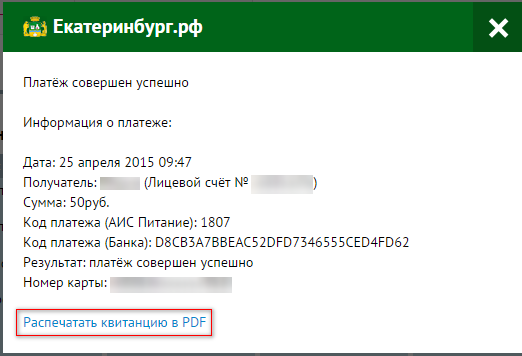 Екатеринбург.рф
Платёж совершен успешно
Информация о платеже:
Дата: 25 апреля 2015 09:47
Получатель: (Лицевой счёт № )
Сумма: 50руб.
Код платежа (АИС Питание): 1807
Код платежа (Банка): D8CB3A7BBEAC52DFD7346555CED4FD62
Результат: платёж совершен успешно
Номер карты:
Распечатать квитанцию в PDF